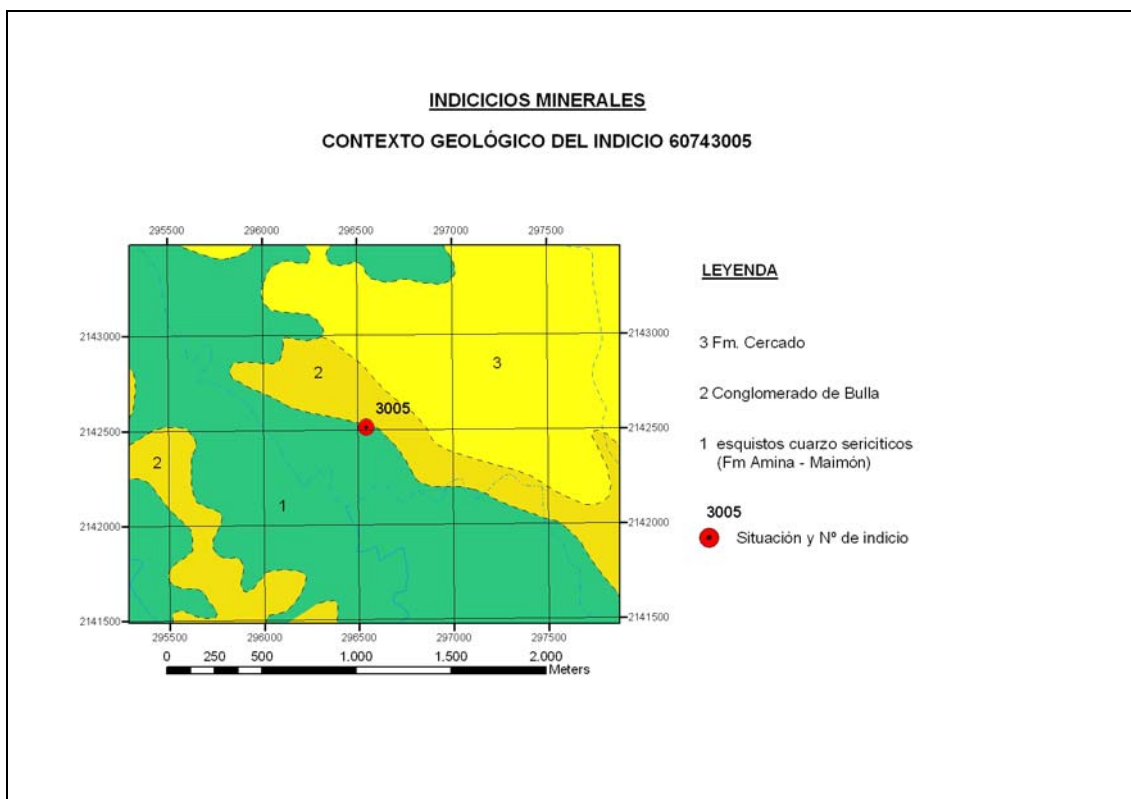 INDICICIOS MINERALES
CONTEXTO GEOLÓGICO DEL INDICIO 60743005
295500 296000 296500 297000 297500
2143000 2143000
2142500 2142500
2142000 2142000
2141500 2141500
295500 296000 296500 297000 297500
2
3
3005
2
1
0 250 500 1.000 1.500 2.000
Meters
LEYENDA
3 Fm. Cercado
2 Conglomerado de Bulla
1 esquistos cuarzo sericiticos
(Fm Amina - Maimón)
3005
Situación y Nº de indicio